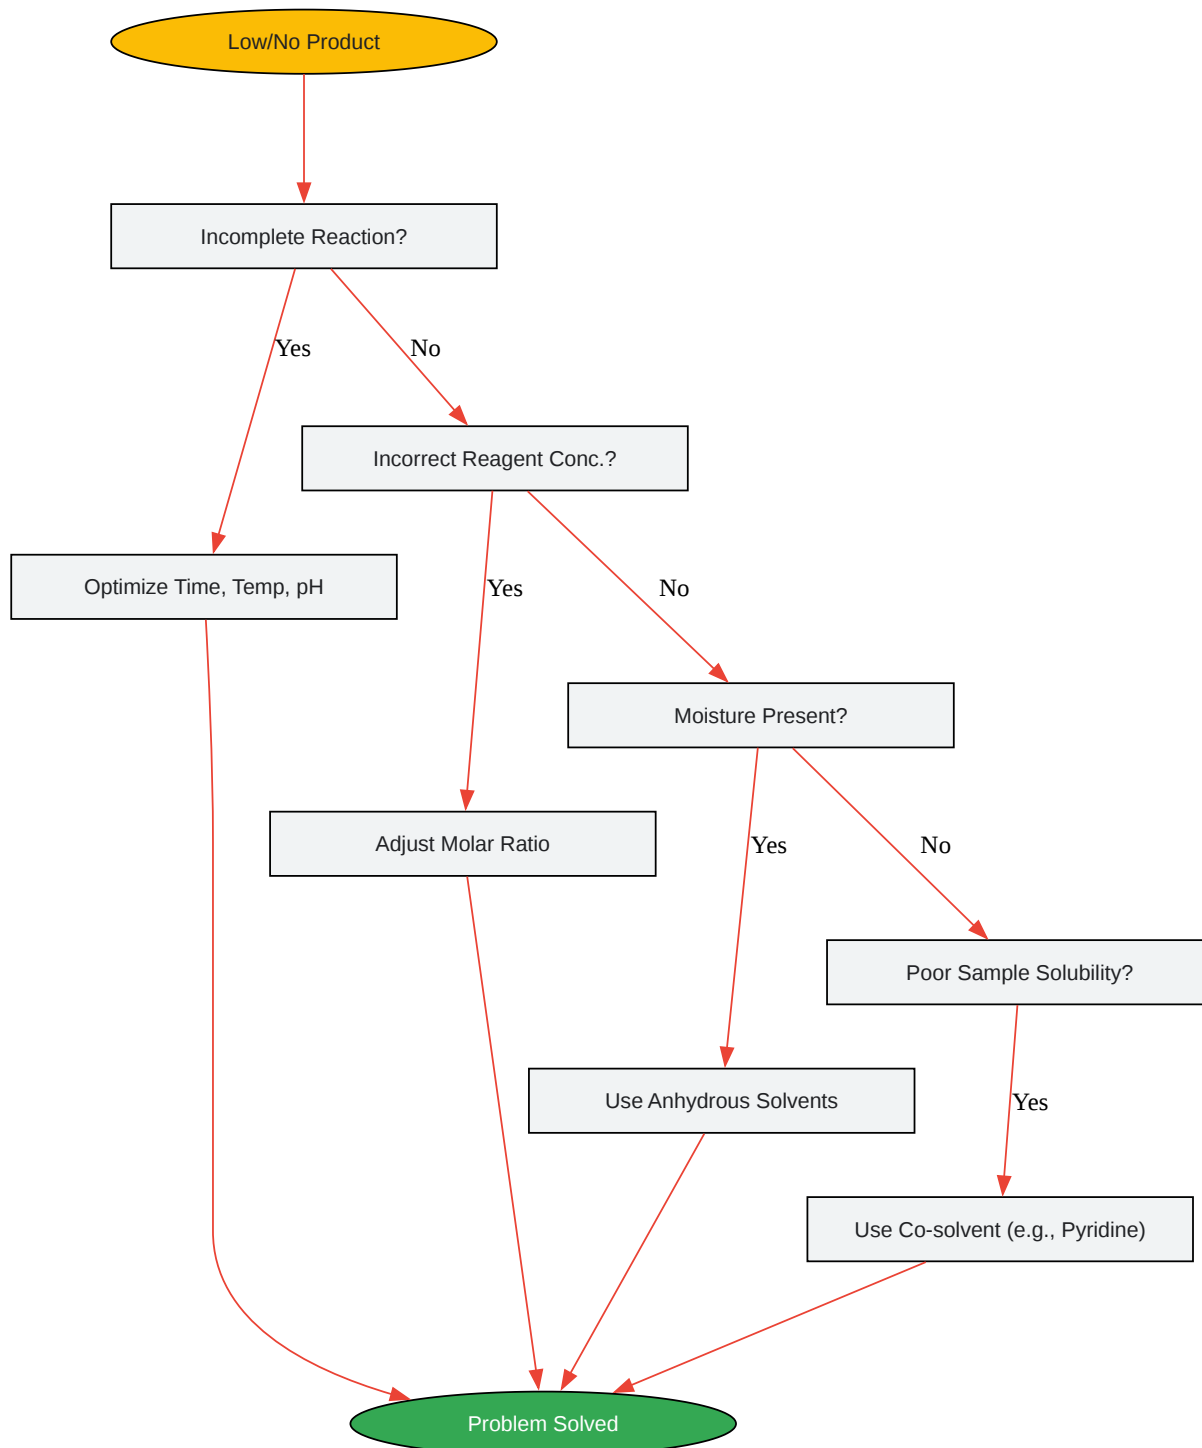 Low/No Product
Incomplete Reaction?
Yes
No
Incorrect Reagent Conc.?
Optimize Time, Temp, pH
Yes
No
Moisture Present?
Adjust Molar Ratio
Yes
No
Poor Sample Solubility?
Use Anhydrous Solvents
Yes
Use Co-solvent (e.g., Pyridine)
Problem Solved